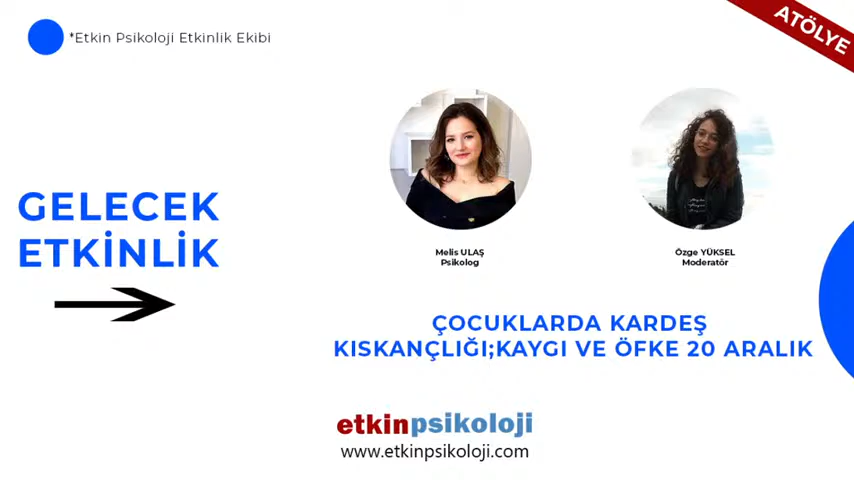 *Etkin Psikoloji Etkinlik Ekibi
ATÖLYE
GELECEK
ETKİNLİK
Melis ULAŞ
Psikolog
Özge YÜKSEL
Moderatör
ÇOCUKLARDA KARDEŞ
KISKANÇLIĞI;KAYGI VE ÖFKE 20 ARALIK
etkinpsikoloji
www.etkinpsikoloji.com